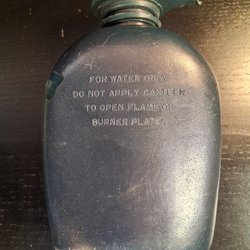 FOR WATER ONLY
DO NOT APPLY CANTEEN
TO OPEN FLAME OR
BURNER PLATES